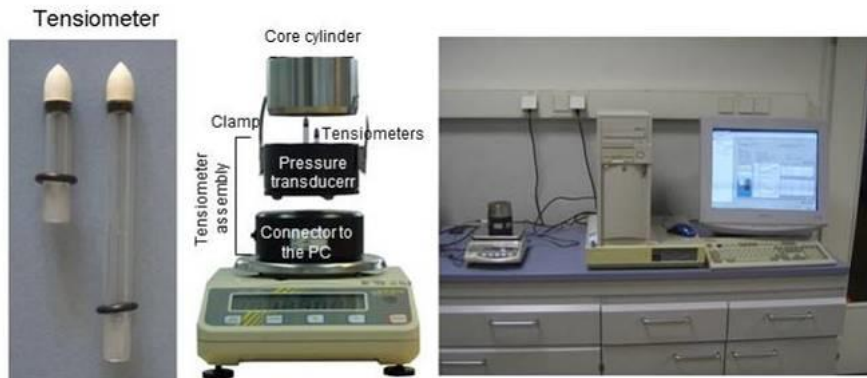 Tensiometer
Core cylinder
Clamp
Tensiometers
Tensiometer
assembly
Pressure
transducerr
Connector to
the PC